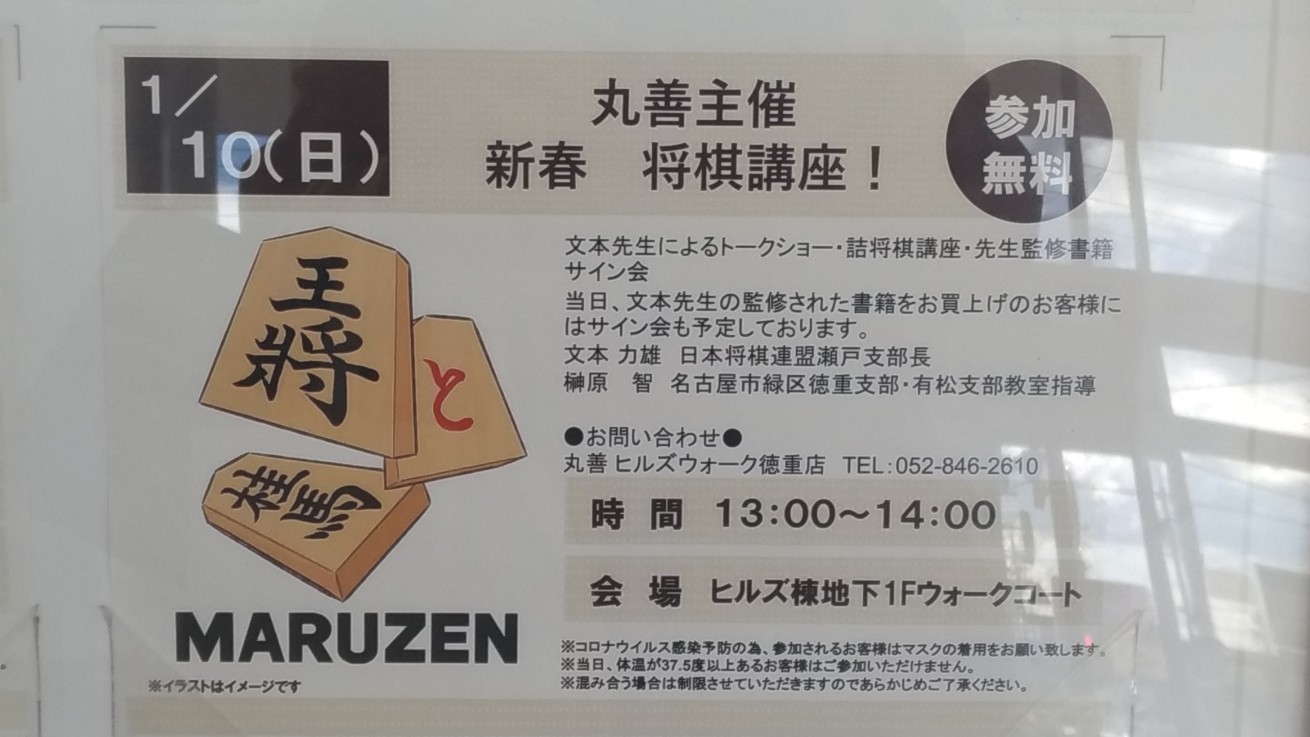 1/
10(日)
丸善主催
新春 将棋講座!
参加
無料
文本先生によるトークショー・詰将棋講座・先生監修書籍
サイン会
当日、文本先生の監修された書籍をお買上げのお客様に
はサイン会も予定しております。
文本 力雄 日本将棋連盟瀬戸支部長
榊原 智 名古屋市緑区徳重支部・有松支部教室指導
●お問い合わせ●
丸善 ヒルズウォーク徳重店 TEL:052-846-2610
時 間 13:00~14:00
会 場 ヒルズ棟地下1Fウォークコート
※コロナウイルス感染予防の為、参加されるお客様はマスクの着用をお願い致します。
※当日、体温が37.5度以上あるお客様はご参加いただけません。
※混み合う場合は制限させていただきますのであらかじめご了承ください。
王将
と
桂馬
MARUZEN
※イラストはイメージです